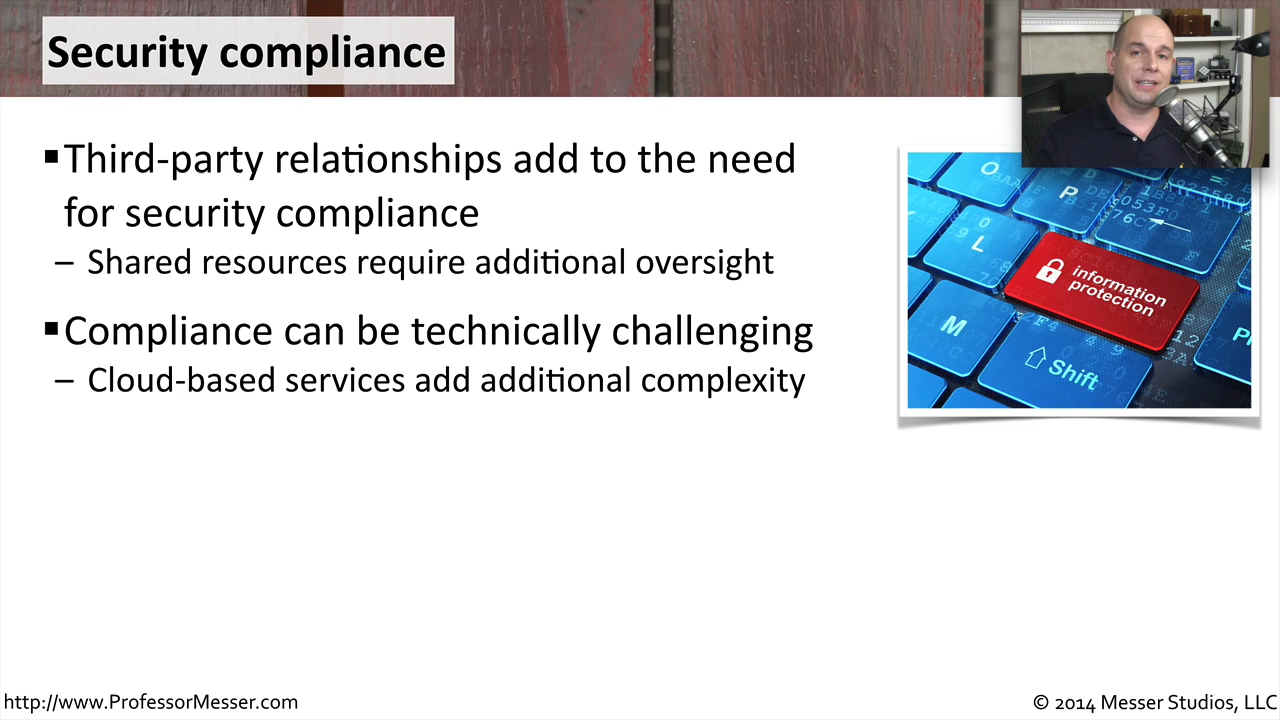 Security compliance
▪Third-party relationships add to the need
for security compliance
– Shared resources require additional oversight
▪Compliance can be technically challenging
– Cloud-based services add additional complexity
O
P
L
M
information
protection
Shift
http://www.ProfessorMesser.com
© 2014 Messer Studios, LLC